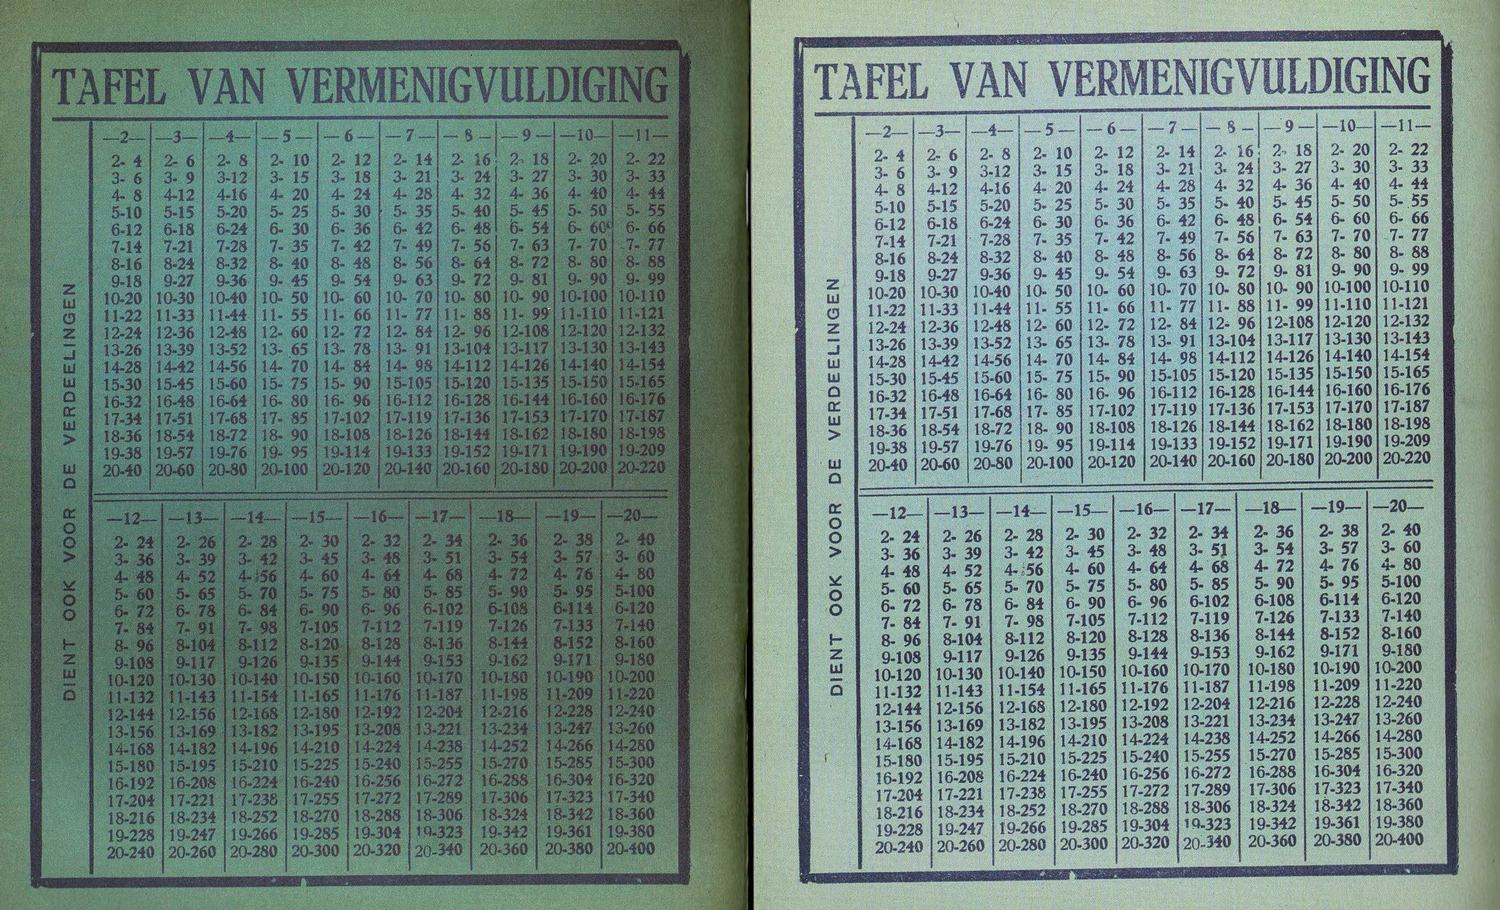 TAFEL VAN VERMENIGVULDIGING
DIENT OOK VOOR DE VERDEELINGEN
—2— —3— —4— —5— —6— —7— —8— —9— —10— —11—
2- 4 2- 6 2- 8 2- 10 2- 12 2- 14 2- 16 2- 18 2- 20 2- 22
3- 6 3- 9 3-12 3- 15 3- 18 3- 21 3- 24 3- 27 3- 30 3- 33
4- 8 4-12 4-16 4- 20 4- 24 4- 28 4- 32 4- 36 4- 40 4- 44
5-10 5-15 5-20 5- 25 5- 30 5- 35 5- 40 5- 45 5- 50 5- 55
6-12 6-18 6-24 6- 30 6- 36 6- 42 6- 48 6- 54 6- 60 6- 66
7-14 7-21 7-28 7- 35 7- 42 7- 49 7- 56 7- 63 7- 70 7- 77
8-16 8-24 8-32 8- 40 8- 48 8- 56 8- 64 8- 72 8- 80 8- 88
9-18 9-27 9-36 9- 45 9- 54 9- 63 9- 72 9- 81 9- 90 9- 99
10-20 10-30 10-40 10- 50 10- 60 10- 70 10- 80 10- 90 10-100 10-110
11-22 11-33 11-44 11- 55 11- 66 11- 77 11- 88 11- 99 11-110 11-121
12-24 12-36 12-48 12- 60 12- 72 12- 84 12- 96 12-108 12-120 12-132
13-26 13-39 13-52 13- 65 13- 78 13- 91 13-104 13-117 13-130 13-143
14-28 14-42 14-56 14- 70 14- 84 14- 98 14-112 14-126 14-140 14-154
15-30 15-45 15-60 15- 75 15- 90 15-105 15-120 15-135 15-150 15-165
16-32 16-48 16-64 16- 80 16- 96 16-112 16-128 16-144 16-160 16-176
17-34 17-51 17-68 17- 85 17-102 17-119 17-136 17-153 17-170 17-187
18-36 18-54 18-72 18- 90 18-108 18-126 18-144 18-162 18-180 18-198
19-38 19-57 19-76 19- 95 19-114 19-133 19-152 19-171 19-190 19-209
20-40 20-60 20-80 20-100 20-120 20-140 20-160 20-180 20-200 20-220
—12— —13— —14— —15— —16— —17— —18— —19— —20—
2- 24 2- 26 2- 28 2- 30 2- 32 2- 34 2- 36 2- 38 2- 40
3- 36 3- 39 3- 42 3- 45 3- 48 3- 51 3- 54 3- 57 3- 60
4- 48 4- 52 4- 56 4- 60 4- 64 4- 68 4- 72 4- 76 4- 80
5- 60 5- 65 5- 70 5- 75 5- 80 5- 85 5- 90 5- 95 5-100
6- 72 6- 78 6- 84 6- 90 6- 96 6-102 6-108 6-114 6-120
7- 84 7- 91 7- 98 7-105 7-112 7-119 7-126 7-133 7-140
8- 96 8-104 8-112 8-120 8-128 8-136 8-144 8-152 8-160
9-108 9-117 9-126 9-135 9-144 9-153 9-162 9-171 9-180
10-120 10-130 10-140 10-150 10-160 10-170 10-180 10-190 10-200
11-132 11-143 11-154 11-165 11-176 11-187 11-198 11-209 11-220
12-144 12-156 12-168 12-180 12-192 12-204 12-216 12-228 12-240
13-156 13-169 13-182 13-195 13-208 13-221 13-234 13-247 13-260
14-168 14-182 14-196 14-210 14-224 14-238 14-252 14-266 14-280
15-180 15-195 15-210 15-225 15-240 15-255 15-270 15-285 15-300
16-192 16-208 16-224 16-240 16-256 16-272 16-288 16-304 16-320
17-204 17-221 17-238 17-255 17-272 17-289 17-306 17-323 17-340
18-216 18-234 18-252 18-270 18-288 18-306 18-324 18-342 18-360
19-228 19-247 19-266 19-285 19-304 19-323 19-342 19-361 19-380
20-240 20-260 20-280 20-300 20-320 20-340 20-360 20-380 20-400
TAFEL VAN VERMENIGVULDIGING
DIENT OOK VOOR DE VERDEELINGEN
—2— —3— —4— —5— —6— —7— —8— —9— —10— —11—
2- 4 2- 6 2- 8 2- 10 2- 12 2- 14 2- 16 2- 18 2- 20 2- 22
3- 6 3- 9 3-12 3- 15 3- 18 3- 21 3- 24 3- 27 3- 30 3- 33
4- 8 4-12 4-16 4- 20 4- 24 4- 28 4- 32 4- 36 4- 40 4- 44
5-10 5-15 5-20 5- 25 5- 30 5- 35 5- 40 5- 45 5- 50 5- 55
6-12 6-18 6-24 6- 30 6- 36 6- 42 6- 48 6- 54 6- 60 6- 66
7-14 7-21 7-28 7- 35 7- 42 7- 49 7- 56 7- 63 7- 70 7- 77
8-16 8-24 8-32 8- 40 8- 48 8- 56 8- 64 8- 72 8- 80 8- 88
9-18 9-27 9-36 9- 45 9- 54 9- 63 9- 72 9- 81 9- 90 9- 99
10-20 10-30 10-40 10- 50 10- 60 10- 70 10- 80 10- 90 10-100 10-110
11-22 11-33 11-44 11- 55 11- 66 11- 77 11- 88 11- 99 11-110 11-121
12-24 12-36 12-48 12- 60 12- 72 12- 84 12- 96 12-108 12-120 12-132
13-26 13-39 13-52 13- 65 13- 78 13- 91 13-104 13-117 13-130 13-143
14-28 14-42 14-56 14- 70 14- 84 14- 98 14-112 14-126 14-140 14-154
15-30 15-45 15-60 15- 75 15- 90 15-105 15-120 15-135 15-150 15-165
16-32 16-48 16-64 16- 80 16- 96 16-112 16-128 16-144 16-160 16-176
17-34 17-51 17-68 17- 85 17-102 17-119 17-136 17-153 17-170 17-187
18-36 18-54 18-72 18- 90 18-108 18-126 18-144 18-162 18-180 18-198
19-38 19-57 19-76 19- 95 19-114 19-133 19-152 19-171 19-190 19-209
20-40 20-60 20-80 20-100 20-120 20-140 20-160 20-180 20-200 20-220
—12— —13— —14— —15— —16— —17— —18— —19— —20—
2- 24 2- 26 2- 28 2- 30 2- 32 2- 34 2- 36 2- 38 2- 40
3- 36 3- 39 3- 42 3- 45 3- 48 3- 51 3- 54 3- 57 3- 60
4- 48 4- 52 4- 56 4- 60 4- 64 4- 68 4- 72 4- 76 4- 80
5- 60 5- 65 5- 70 5- 75 5- 80 5- 85 5- 90 5- 95 5-100
6- 72 6- 78 6- 84 6- 90 6- 96 6-102 6-108 6-114 6-120
7- 84 7- 91 7- 98 7-105 7-112 7-119 7-126 7-133 7-140
8- 96 8-104 8-112 8-120 8-128 8-136 8-144 8-152 8-160
9-108 9-117 9-126 9-135 9-144 9-153 9-162 9-171 9-180
10-120 10-130 10-140 10-150 10-160 10-170 10-180 10-190 10-200
11-132 11-143 11-154 11-165 11-176 11-187 11-198 11-209 11-220
12-144 12-156 12-168 12-180 12-192 12-204 12-216 12-228 12-240
13-156 13-169 13-182 13-195 13-208 13-221 13-234 13-247 13-260
14-168 14-182 14-196 14-210 14-224 14-238 14-252 14-266 14-280
15-180 15-195 15-210 15-225 15-240 15-255 15-270 15-285 15-300
16-192 16-208 16-224 16-240 16-256 16-272 16-288 16-304 16-320
17-204 17-221 17-238 17-255 17-272 17-289 17-306 17-323 17-340
18-216 18-234 18-252 18-270 18-288 18-306 18-324 18-342 18-360
19-228 19-247 19-266 19-285 19-304 19-323 19-342 19-361 19-380
20-240 20-260 20-280 20-300 20-320 20-340 20-360 20-380 20-400